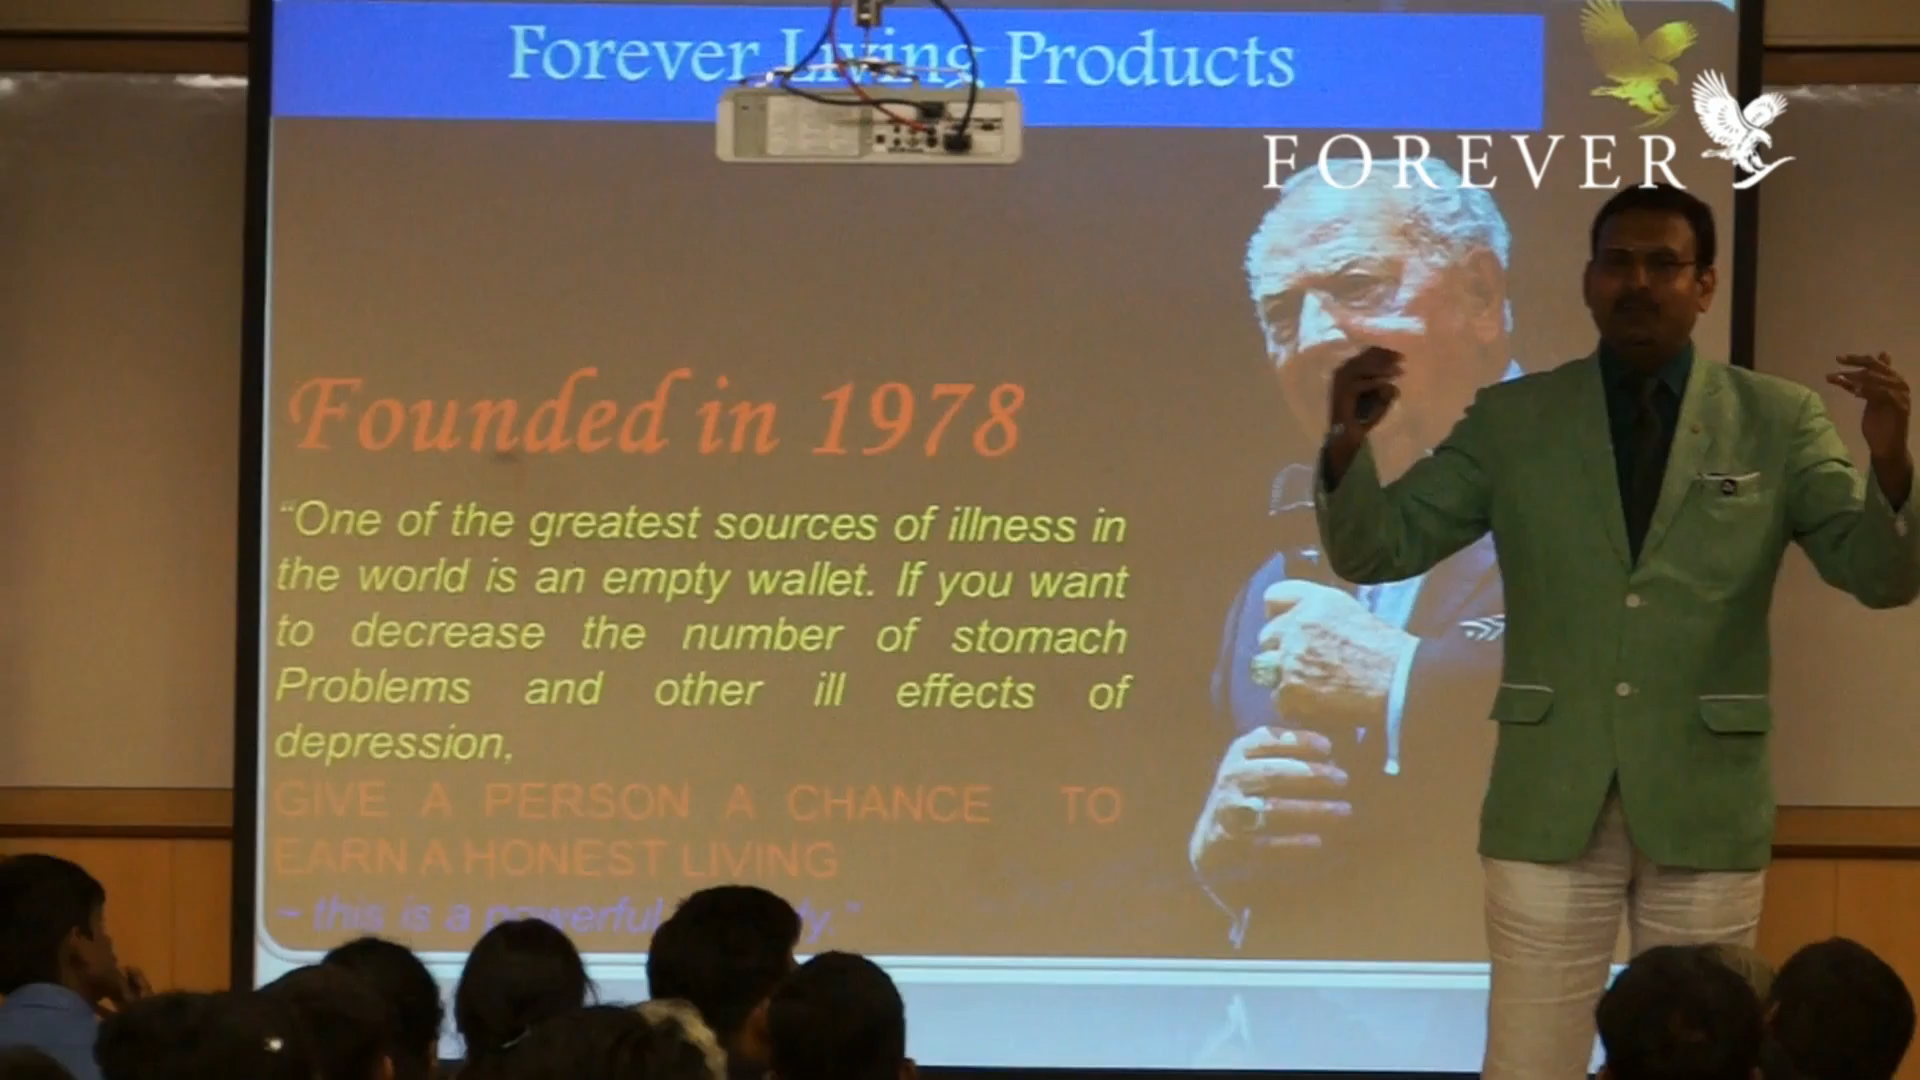 Forever Living Products
FOREVER
Founded in 1978
“One of the greatest sources of illness in
the world is an empty wallet. If you want
to decrease the number of stomach
Problems and other ill effects of
depression,
GIVE A PERSON A CHANCE TO
EARN A HONEST LIVING
– this is a powerful